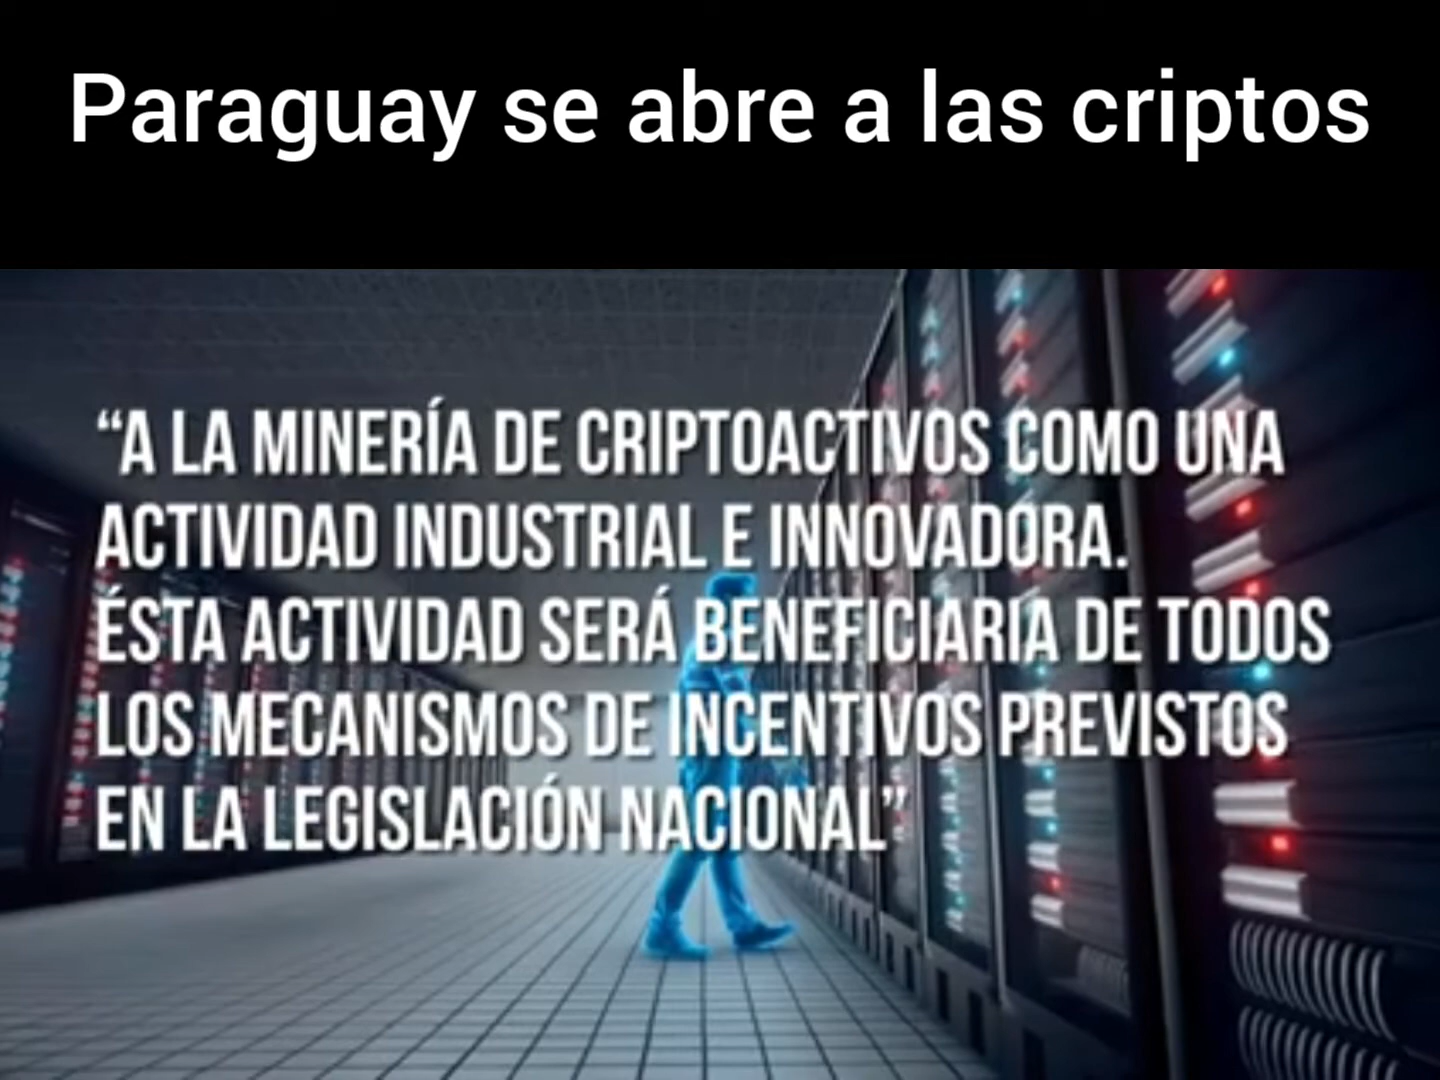 Paraguay se abre a las criptos
“A LA MINERÍA DE CRIPTOACTIVOS COMO UNA
ACTIVIDAD INDUSTRIAL E INNOVADORA.
ÉSTA ACTIVIDAD SERÁ BENEFICIARIA DE TODOS
LOS MECANISMOS DE INCENTIVOS PREVISTOS
EN LA LEGISLACIÓN NACIONAL”